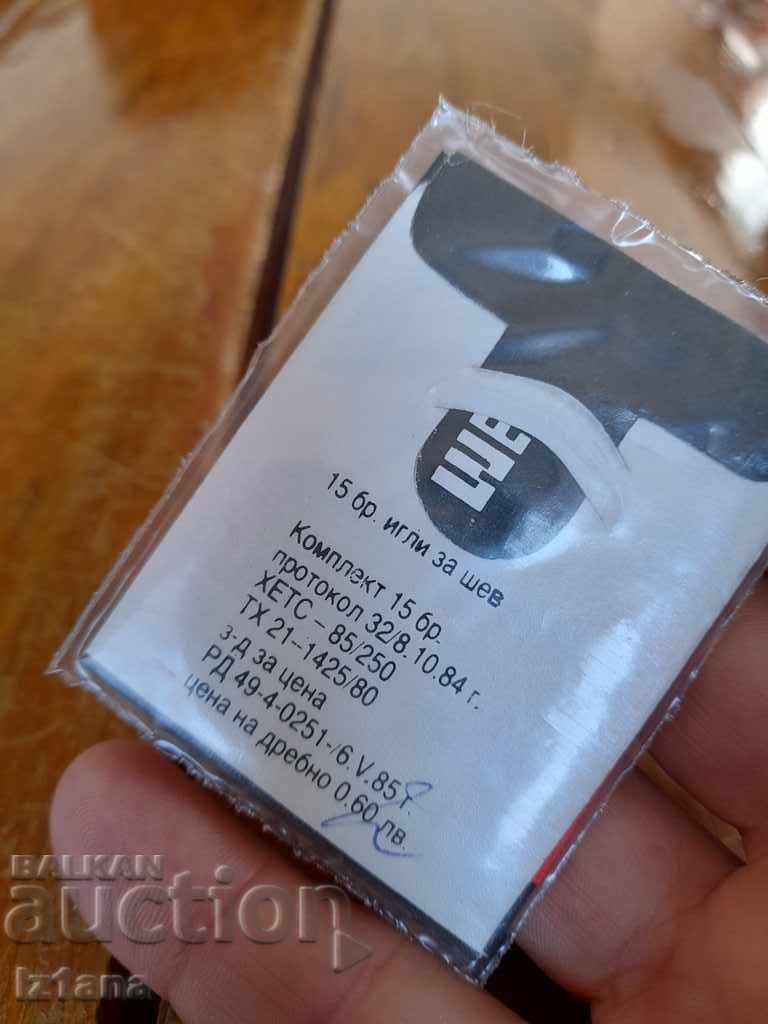 ШЕ
15 бр. игли за шев
Комплект 15 бр.
протокол 32/8.10.84 г.
ХЕТС – 85/250
ТХ 21–1425/80
з-д за цена
РД 49-4-0251-/6.V.85г.
цена на дребно 0.60 лв.
BALKAN
auction
Iz1ana